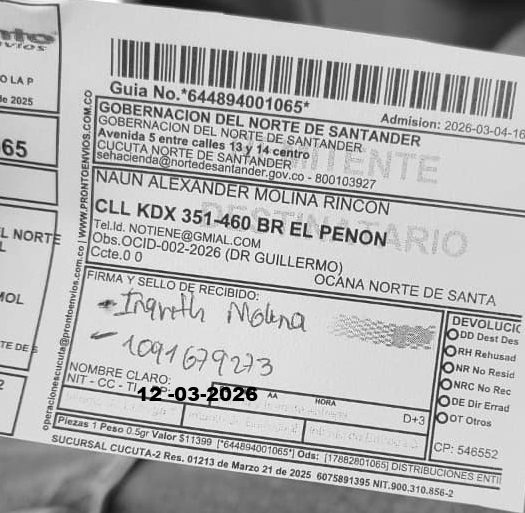 nto
vios
O LA P
de 2025
65
L NORTE
MOL
TE DE S
2
operacionescucuta@prontoenvios.com.co | WWW.PRONTOENVIOS.COM.CO
Guia No.*644894001065*
Admision: 2026-03-04-16
GOBERNACION DEL NORTE DE SANTANDER
GOBERNACION DEL NORTE DE SANTANDER
Avenida 5 entre calles 13 y 14 centro
CUCUTA NORTE DE SANTANDER
sehacienda@nortedesantander.gov.co - 800103927
REMITENTE
NAUN ALEXANDER MOLINA RINCON
CLL KDX 351-460 BR EL PENON
DESTINATARIO
Tel.Id. NOTIENE@GMIAL.COM
Obs.OCID-002-2026 (DR GUILLERMO)
Ccte.0 0
OCANA NORTE DE SANTA
FIRMA Y SELLO DE RECIBIDO:
Molina
1091679273
NOMBRE CLARO:
NIT - CC - TI
12 -03-2026
AA
HORA
D+3
DEVOLUCIO
DD Dest Des
RH Rehusad
NR No Resid
NRC No Rec
DE Dir Errad
OT Otros
CP: 546552
Piezas 1 Peso 0.5gr Valor $11399 [*644894001065*] Ods: [17882801065] DISTRIBUCIONES ENTI
SUCURSAL CUCUTA-2 Res. 01213 de Marzo 21 de 2025 6075891395 NIT.900.310.856-2